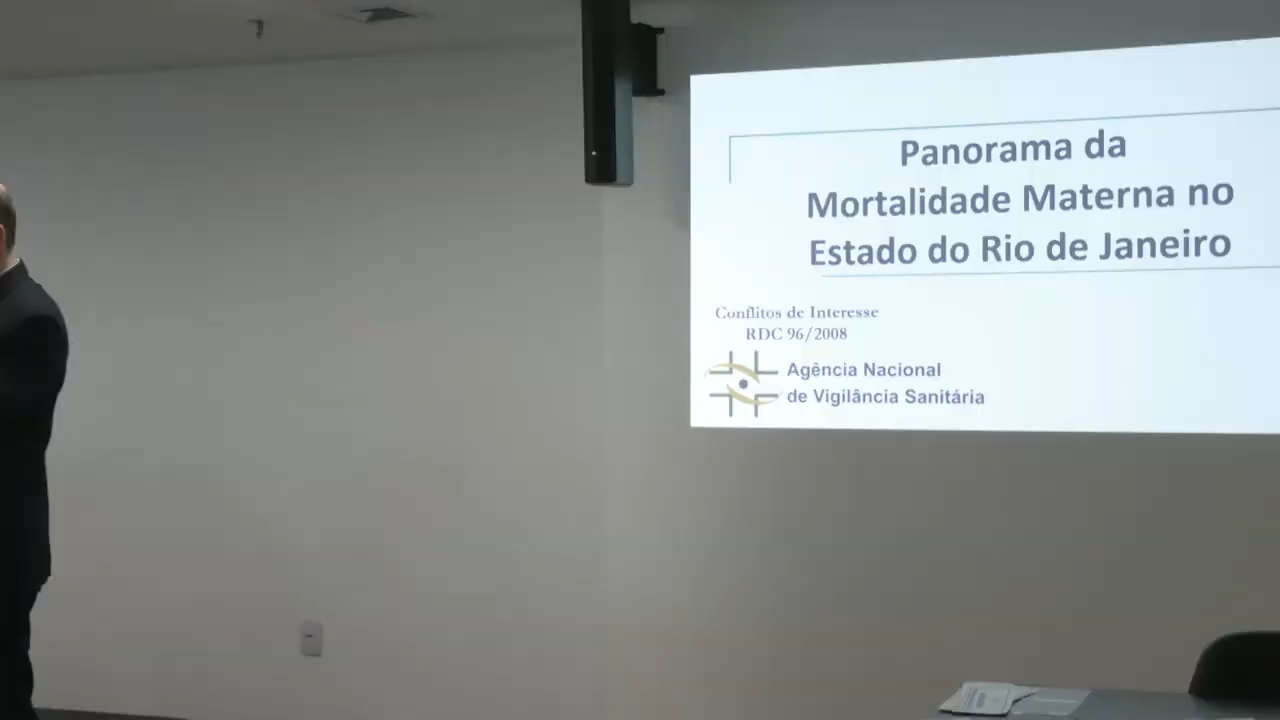 Panorama da
Mortalidade Materna no
Estado do Rio de Janeiro
Conflitos de Interesse
RDC 96/2008
Agência Nacional
de Vigilância Sanitária